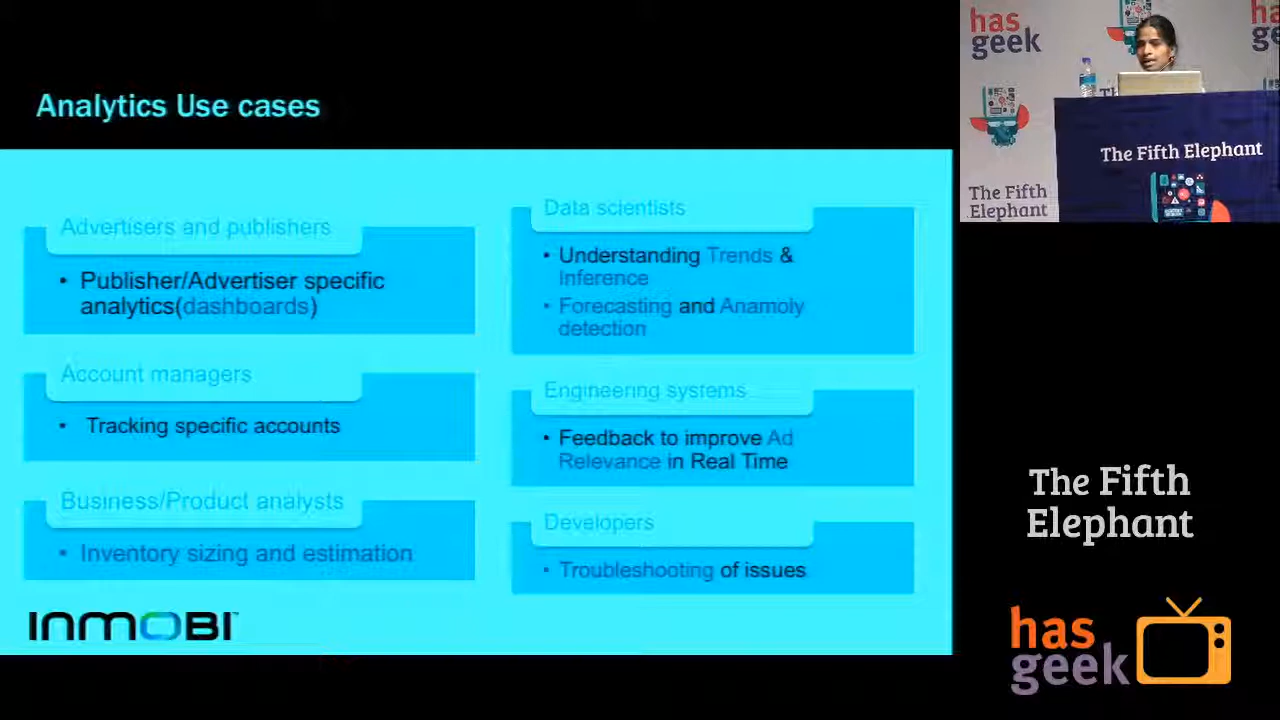 Analytics Use cases
Advertisers and publishers
• Publisher/Advertiser specific
analytics(dashboards)
Account managers
• Tracking specific accounts
Business/Product analysts
• Inventory sizing and estimation
Data scientists
• Understanding Trends &
Inference
• Forecasting and Anamoly
detection
Engineering systems
• Feedback to improve Ad
Relevance in Real Time
Developers
• Troubleshooting of issues
INMOBI™
has
geek
has
geek
The Fifth Elephant
The Fifth
Elephant
The Fifth
Elephant
has
geek